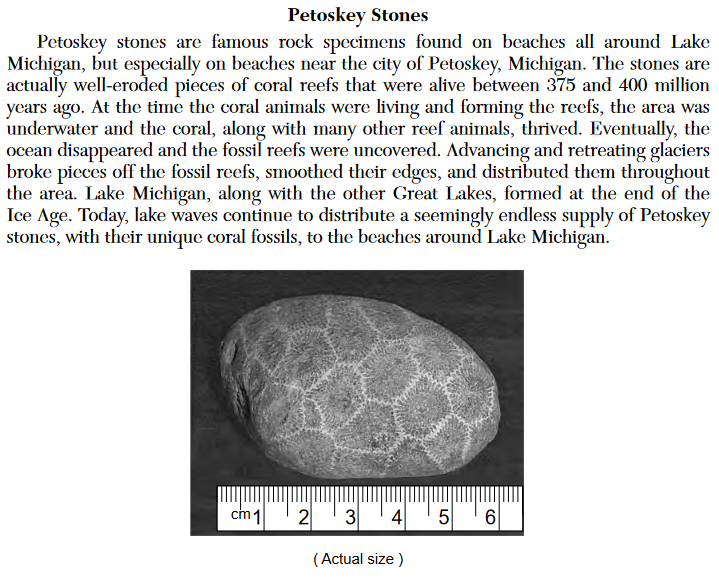 Petoskey Stones
Petoskey stones are famous rock specimens found on beaches all around Lake
Michigan, but especially on beaches near the city of Petoskey, Michigan. The stones are
actually well-eroded pieces of coral reefs that were alive between 375 and 400 million
years ago. At the time the coral animals were living and forming the reefs, the area was
underwater and the coral, along with many other reef animals, thrived. Eventually, the
ocean disappeared and the fossil reefs were uncovered. Advancing and retreating glaciers
broke pieces off the fossil reefs, smoothed their edges, and distributed them throughout
the area. Lake Michigan, along with the other Great Lakes, formed at the end of the
Ice Age. Today, lake waves continue to distribute a seemingly endless supply of Petoskey
stones, with their unique coral fossils, to the beaches around Lake Michigan.
cm 1 2 3 4 5 6
( Actual size )